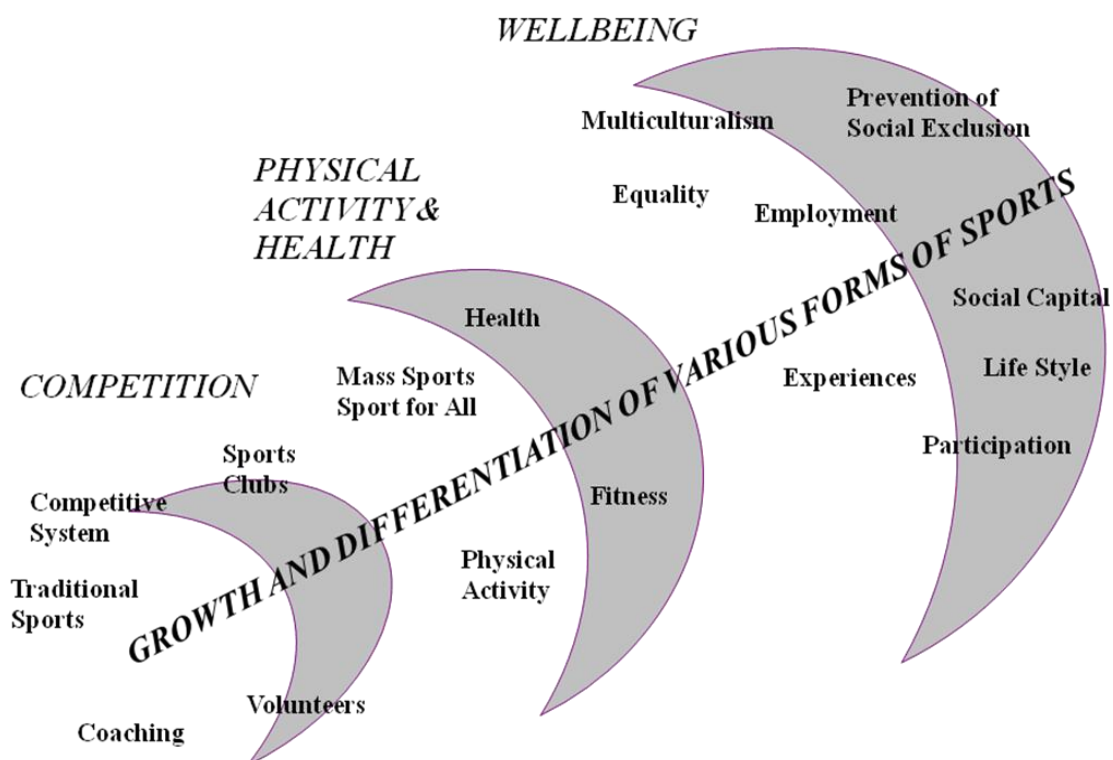 WELLBEING
Multiculturalism
Prevention of
Social Exclusion
Equality
Employment
Social Capital
Experiences
Life Style
Participation
PHYSICAL
ACTIVITY &
HEALTH
Health
Mass Sports
Sport for All
Fitness
Physical
Activity
COMPETITION
Sports
Clubs
Competitive
System
Traditional
Sports
Volunteers
Coaching
GROWTH AND DIFFERENTIATION OF VARIOUS FORMS OF SPORTS